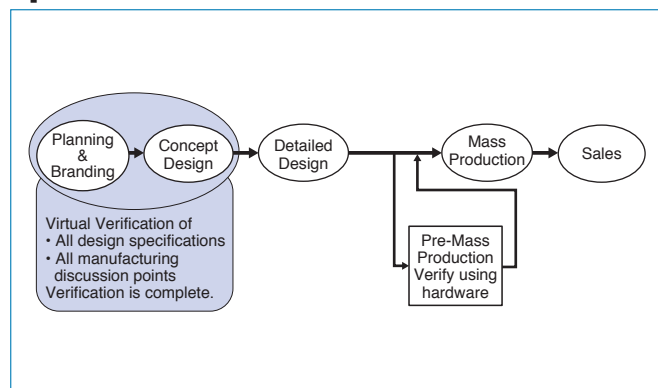 Planning
&
Branding
Concept
Design
Detailed
Design
Mass
Production
Sales
Virtual Verification of
• All design specifications
• All manufacturing
discussion points
Verification is complete.
Pre-Mass
Production
Verify using
hardware